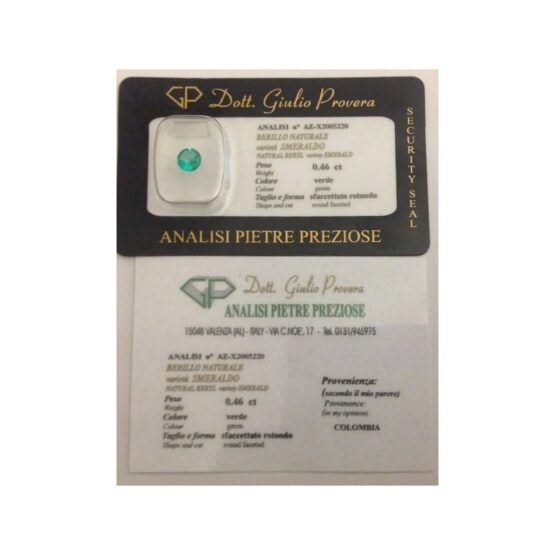 GP Dott. Giulio Provera
ANALISI n° AZ-X2005220
BERILLO NATURALE
varietà SMERALDO
NATURAL BERYL variety EMERALD
Peso 0.46 ct
Weight
Colore verde
Colour green
Taglio e forma sfaccettato rotondo
Shape and cut round faceted
SECURITY SEAL
ANALISI PIETRE PREZIOSE
GP Dott. Giulio Provera
ANALISI PIETRE PREZIOSE
15048 VALENZA (AL) - ITALY - VIA C.NOE', 17 - Tel. 0131/946975
ANALISI n° AZ-X2005220
BERILLO NATURALE
varietà SMERALDO
NATURAL BERYL variety EMERALD
Peso 0.46 ct
Weight
Colore verde
Colour green
Taglio e forma sfaccettato rotondo
Shape and cut round faceted
Provenienza:
(secondo il mio parere)
Provenance:
(in my opinion)
COLOMBIA